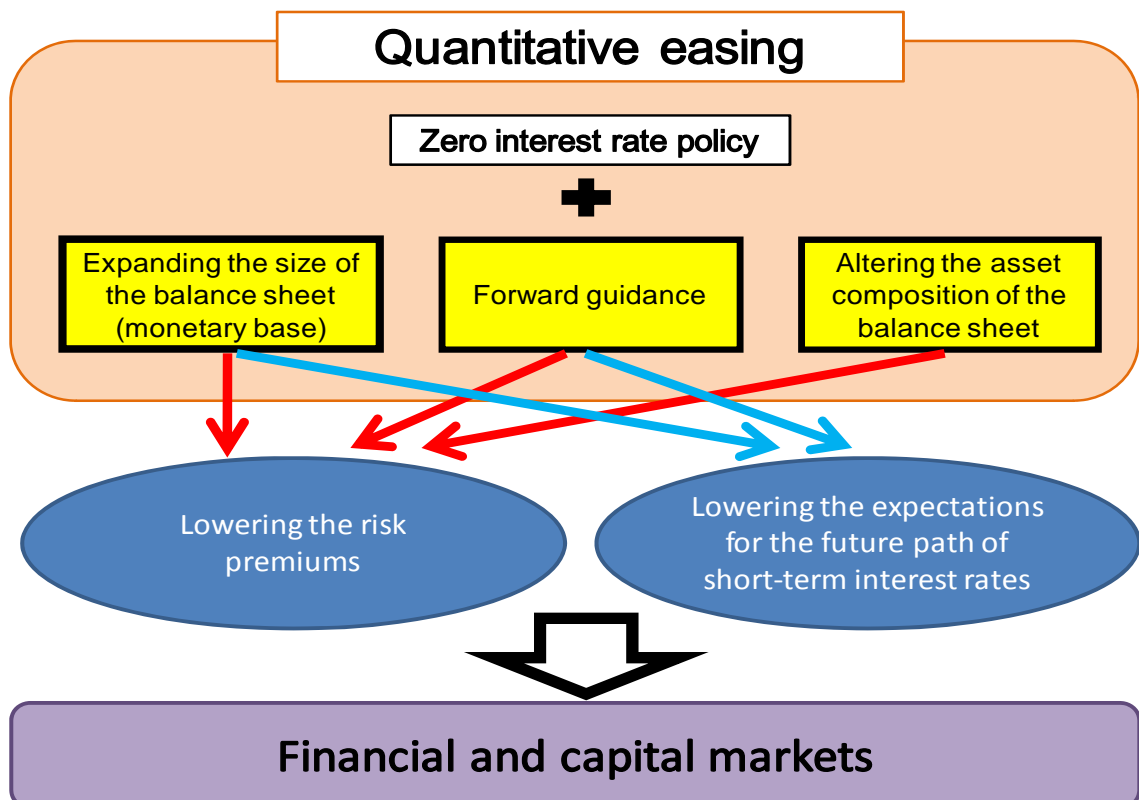 Quantitative easing
Zero interest rate policy
Expanding the size of
the balance sheet
(monetary base)
Forward guidance
Altering the asset
composition of the
balance sheet
Lowering the risk
premiums
Lowering the expectations
for the future path of
short-term interest rates
Financial and capital markets